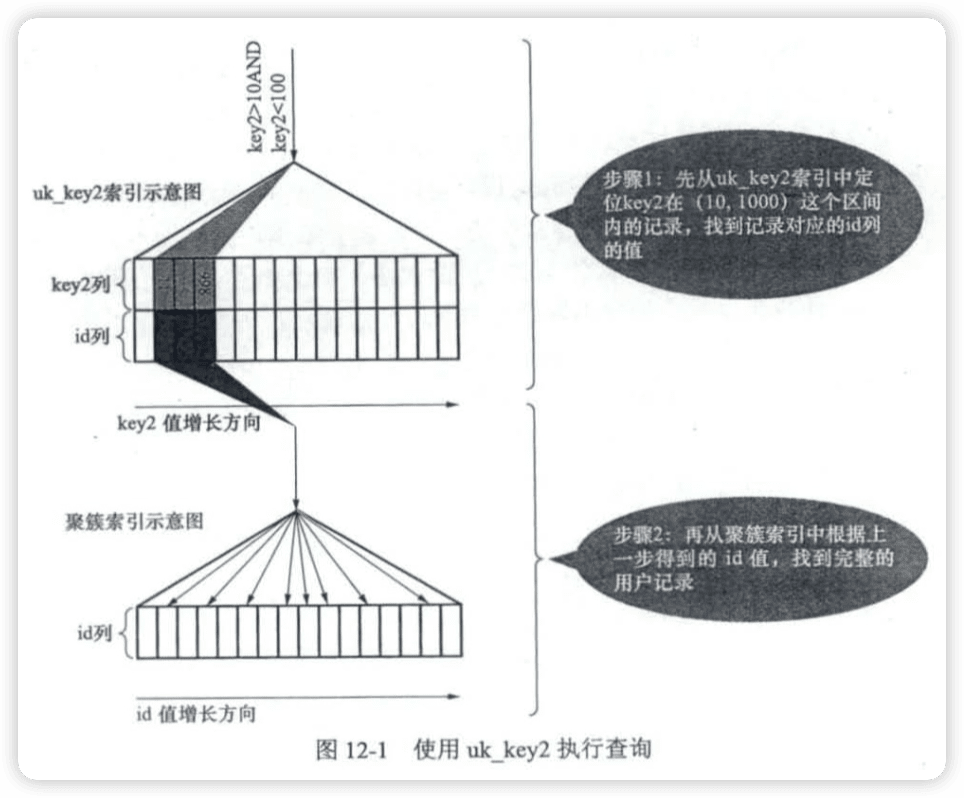 key2>10AND
key2<100
uk_key2索引示意图
key2列
11
998
id列
key2 值增长方向
步骤1：先从uk_key2索引中定
位key2在（10, 1000）这个区间
内的记录，找到记录对应的id列
的值
聚簇索引示意图
id列
id 值增长方向
步骤2：再从聚簇索引中根据上
一步得到的 id 值，找到完整的
用户记录
图 12-1 使用 uk_key2 执行查询